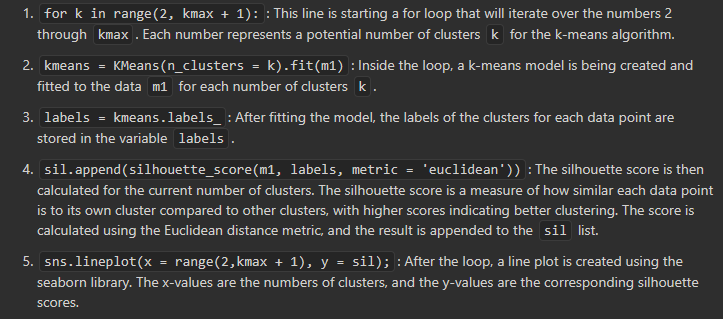 1. for k in range(2, kmax + 1): : This line is starting a for loop that will iterate over the numbers 2
through kmax . Each number represents a potential number of clusters k for the k-means algorithm.
2. kmeans = KMeans(n_clusters = k).fit(m1) : Inside the loop, a k-means model is being created and
fitted to the data m1 for each number of clusters k .
3. labels = kmeans.labels_ : After fitting the model, the labels of the clusters for each data point are
stored in the variable labels .
4. sil.append(silhouette_score(m1, labels, metric = 'euclidean')) : The silhouette score is then
calculated for the current number of clusters. The silhouette score is a measure of how similar each data point
is to its own cluster compared to other clusters, with higher scores indicating better clustering. The score is
calculated using the Euclidean distance metric, and the result is appended to the sil list.
5. sns.lineplot(x = range(2,kmax + 1), y = sil); : After the loop, a line plot is created using the
seaborn library. The x-values are the numbers of clusters, and the y-values are the corresponding silhouette
scores.